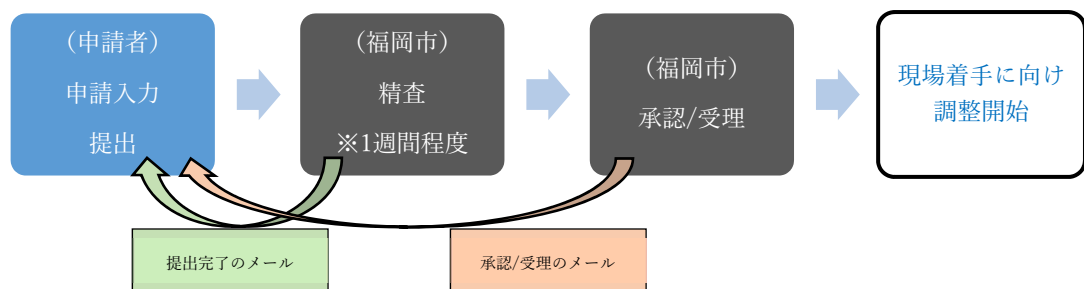 （申請者）
申請入力
提出
（福岡市）
精査
※1週間程度
（福岡市）
承認/受理
現場着手に向け
調整開始
提出完了のメール
承認/受理のメール